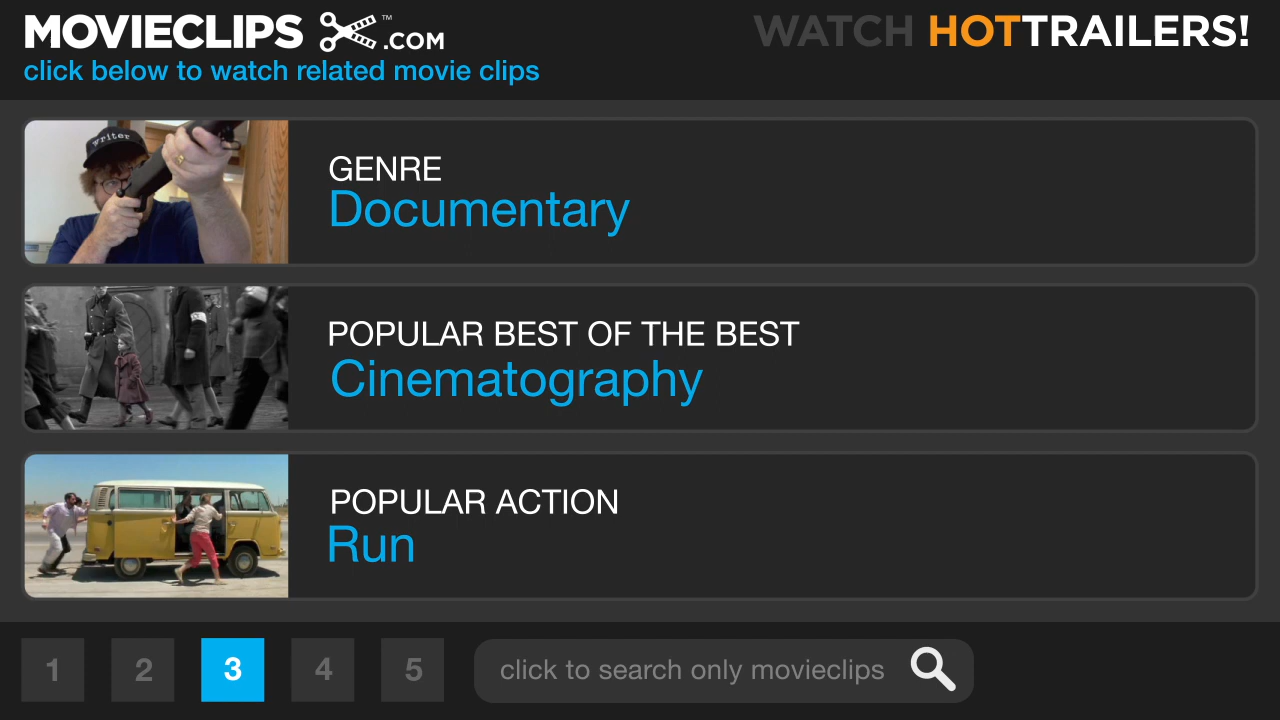 MOVIECLIPS ™ .COM
WATCH HOTTRAILERS!
click below to watch related movie clips
writer
GENRE
Documentary
POPULAR BEST OF THE BEST
Cinematography
POPULAR ACTION
Run
1 2 3 4 5
click to search only movieclips